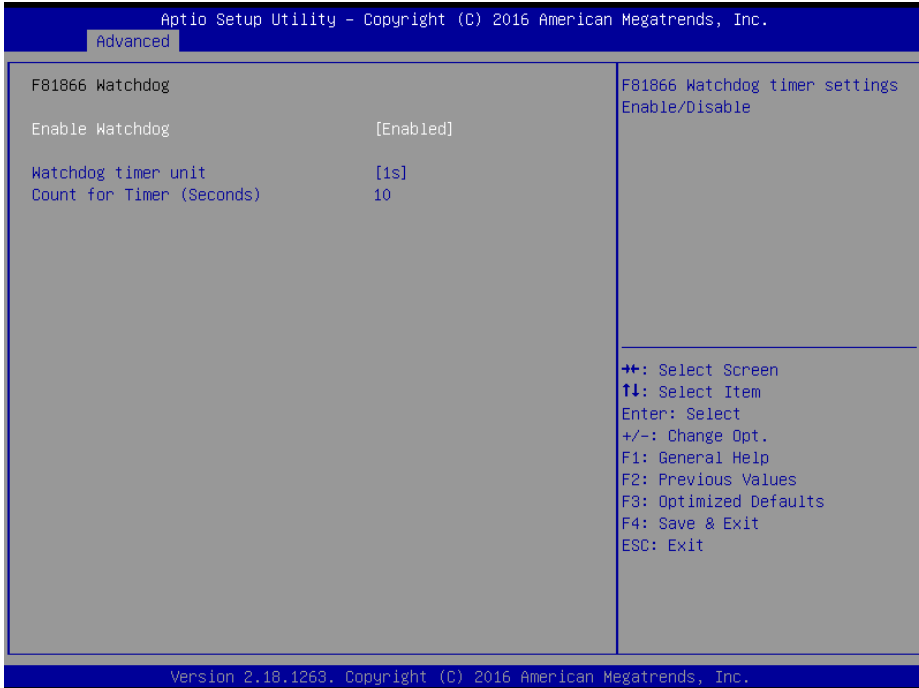 Aptio Setup Utility – Copyright (C) 2016 American Megatrends, Inc.
Advanced
F81866 Watchdog
Enable Watchdog [Enabled]
Watchdog timer unit [1s]
Count for Timer (Seconds) 10
F81866 Watchdog timer settings
Enable/Disable
→←: Select Screen
↑↓: Select Item
Enter: Select
+/-: Change Opt.
F1: General Help
F2: Previous Values
F3: Optimized Defaults
F4: Save & Exit
ESC: Exit
Version 2.18.1263. Copyright (C) 2016 American Megatrends, Inc.